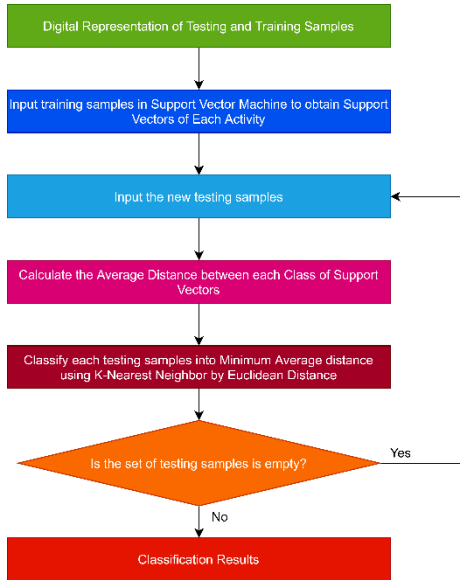 Digital Representation of Testing and Training Samples
Input training samples in Support Vector Machine to obtain Support
Vectors of Each Activity
Input the new testing samples
Calculate the Average Distance between each Class of Support
Vectors
Classify each testing samples into Minimum Average distance
using K-Nearest Neighbor by Euclidean Distance
Is the set of testing samples is empty?
Yes
No
Classification Results